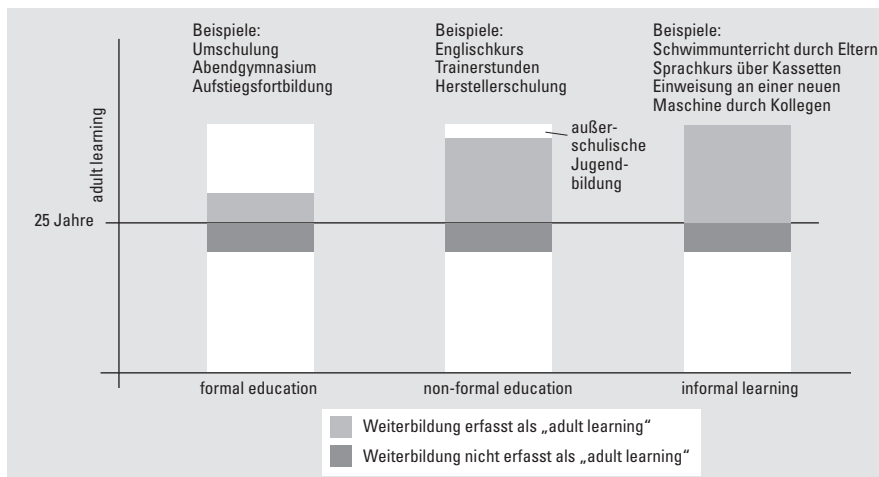 Beispiele:
Umschulung
Abendgymnasium
Aufstiegsfortbildung
Beispiele:
Englischkurs
Trainerstunden
Herstellerschulung
Beispiele:
Schwimmunterricht durch Eltern
Sprachkurs über Kassetten
Einweisung an einer neuen
Maschine durch Kollegen
adult learning
außer-
schulische
Jugend-
bildung
25 Jahre
formal education
non-formal education
informal learning
Weiterbildung erfasst als „adult learning“
Weiterbildung nicht erfasst als „adult learning“